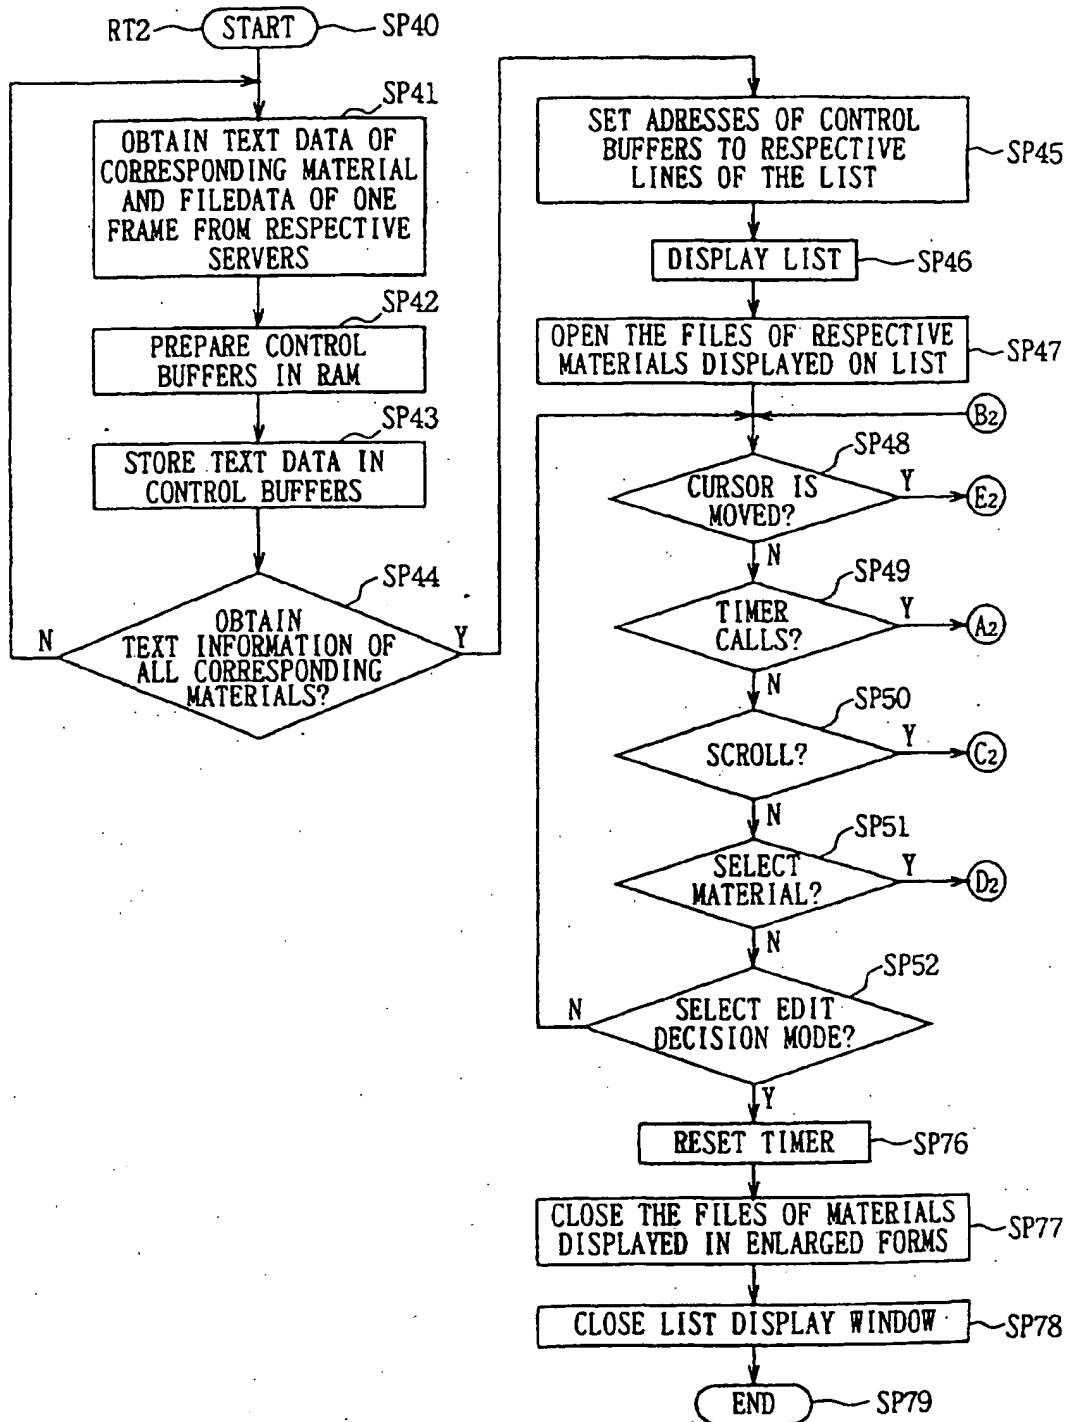 RT2
START
SP40
SP41
OBTAIN TEXT DATA OF
CORRESPONDING MATERIAL
AND FILEDATA OF ONE
FRAME FROM RESPECTIVE
SERVERS
SP42
PREPARE CONTROL
BUFFERS IN RAM
SP43
STORE TEXT DATA IN
CONTROL BUFFERS
SP44
OBTAIN
TEXT INFORMATION OF
ALL CORRESPONDING
MATERIALS?
N
Y
SET ADRESSES OF CONTROL
BUFFERS TO RESPECTIVE
LINES OF THE LIST
SP45
DISPLAY LIST
SP46
OPEN THE FILES OF RESPECTIVE
MATERIALS DISPLAYED ON LIST
SP47
B2
SP48
CURSOR IS
MOVED?
Y
E2
N
SP49
TIMER
CALLS?
Y
A2
N
SP50
SCROLL?
Y
C2
N
SP51
SELECT
MATERIAL?
Y
D2
N
SP52
SELECT EDIT
DECISION MODE?
N
Y
RESET TIMER
SP76
CLOSE THE FILES OF MATERIALS
DISPLAYED IN ENLARGED FORMS
SP77
CLOSE LIST DISPLAY WINDOW
SP78
END
SP79